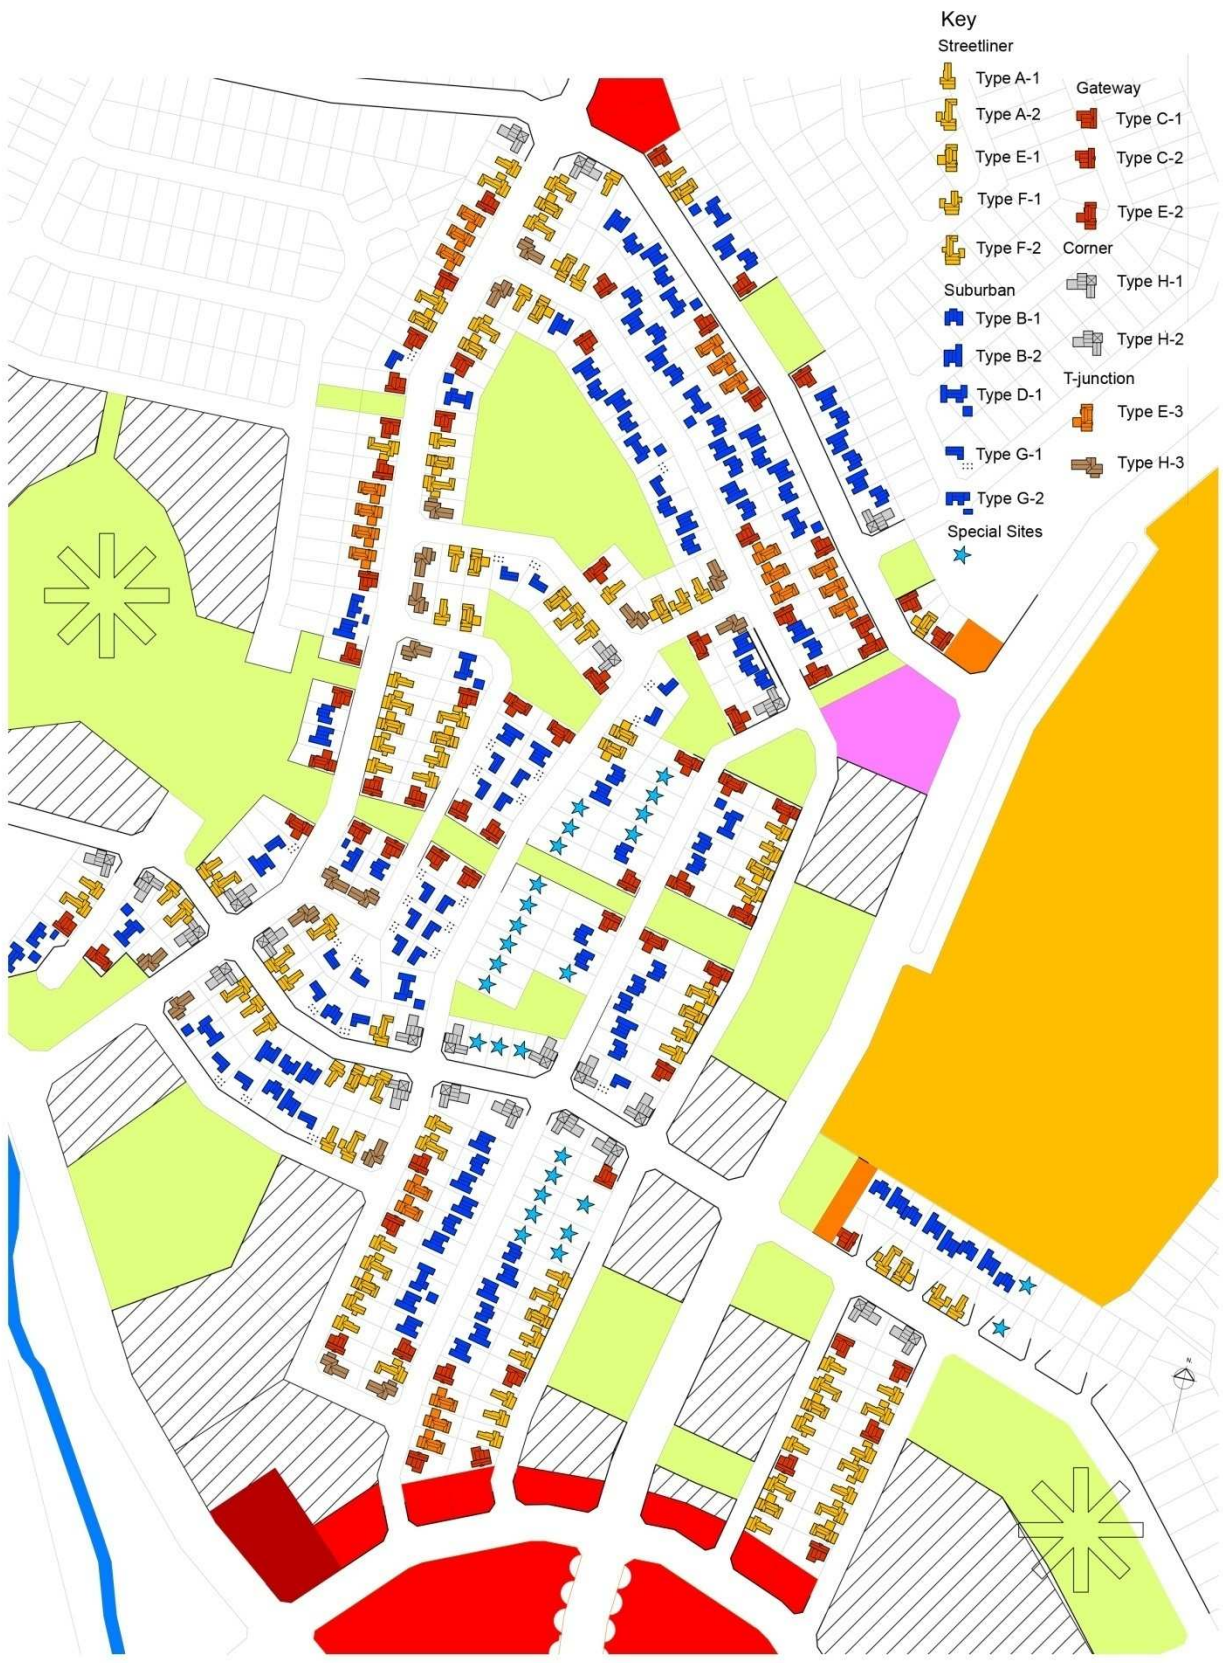 Key
Streetliner
Type A-1
Type A-2
Type E-1
Type F-1
Type F-2
Suburban
Type B-1
Type B-2
Type D-1
Type G-1
Type G-2
Special Sites
Gateway
Type C-1
Type C-2
Type E-2
Corner
Type H-1
Type H-2
T-junction
Type E-3
Type H-3
N.